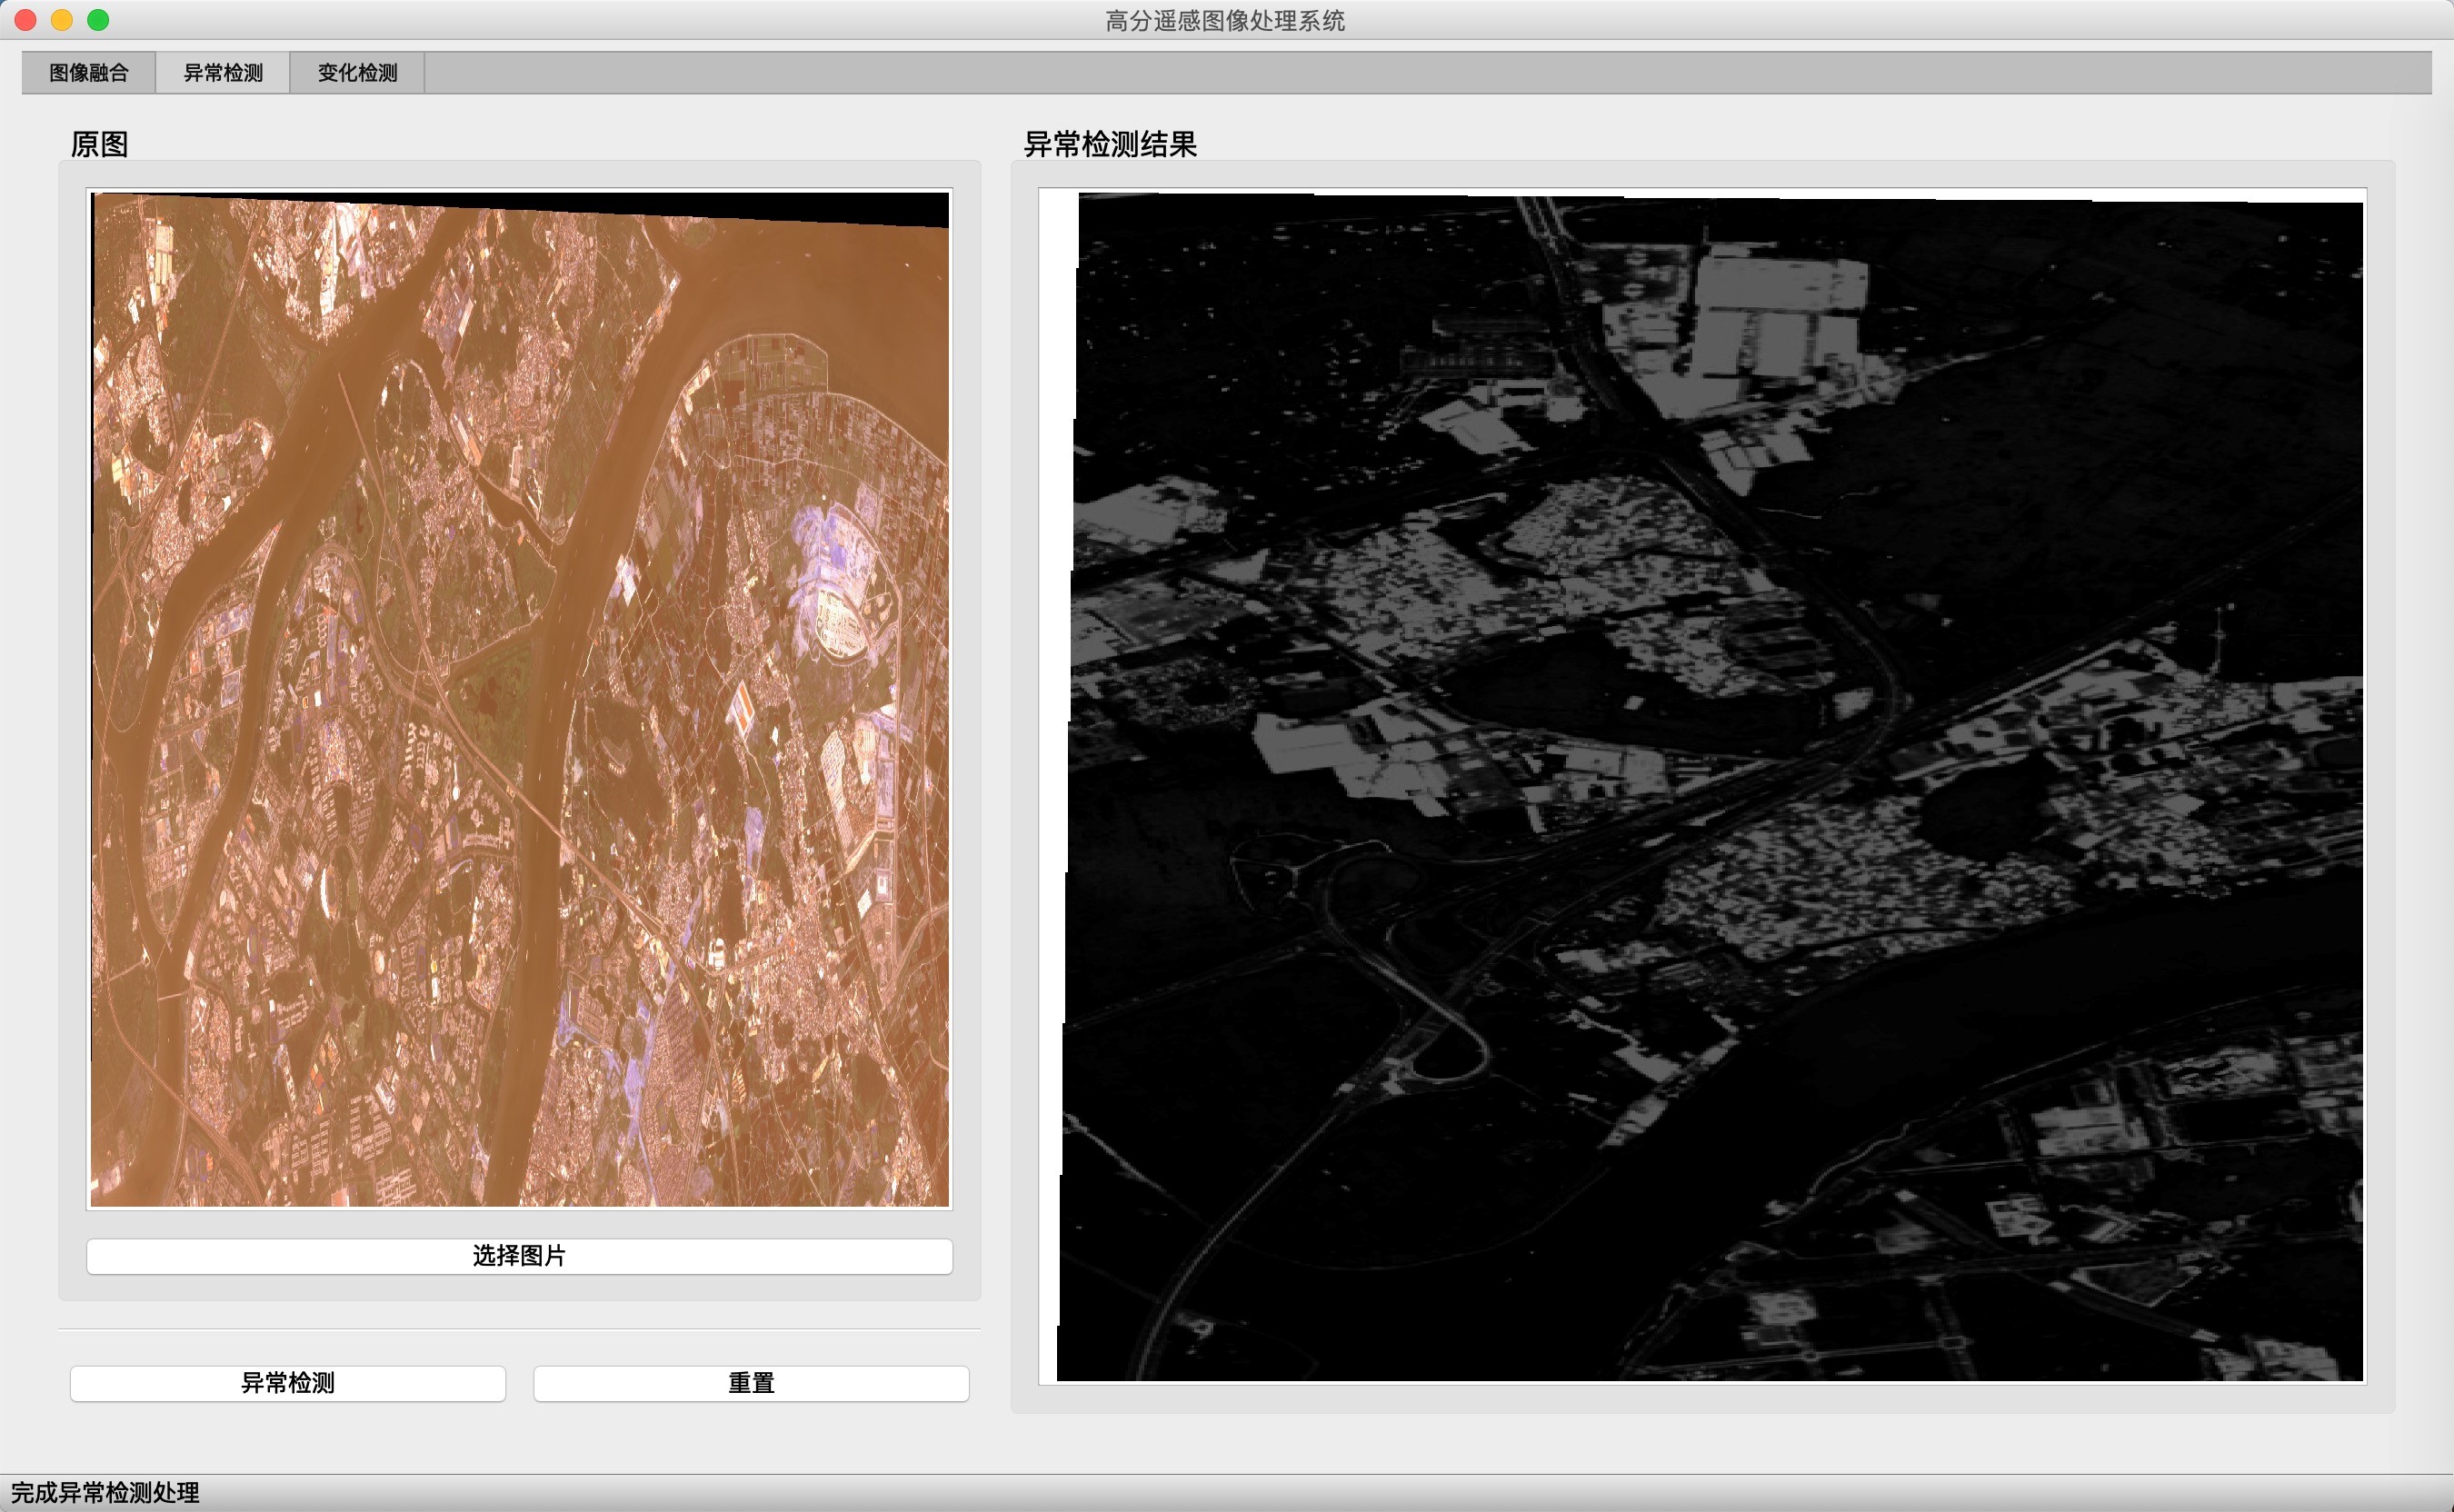 高分遥感图像处理系统
图像融合 异常检测 变化检测
原图
异常检测结果
选择图片
异常检测 重置
完成异常检测处理